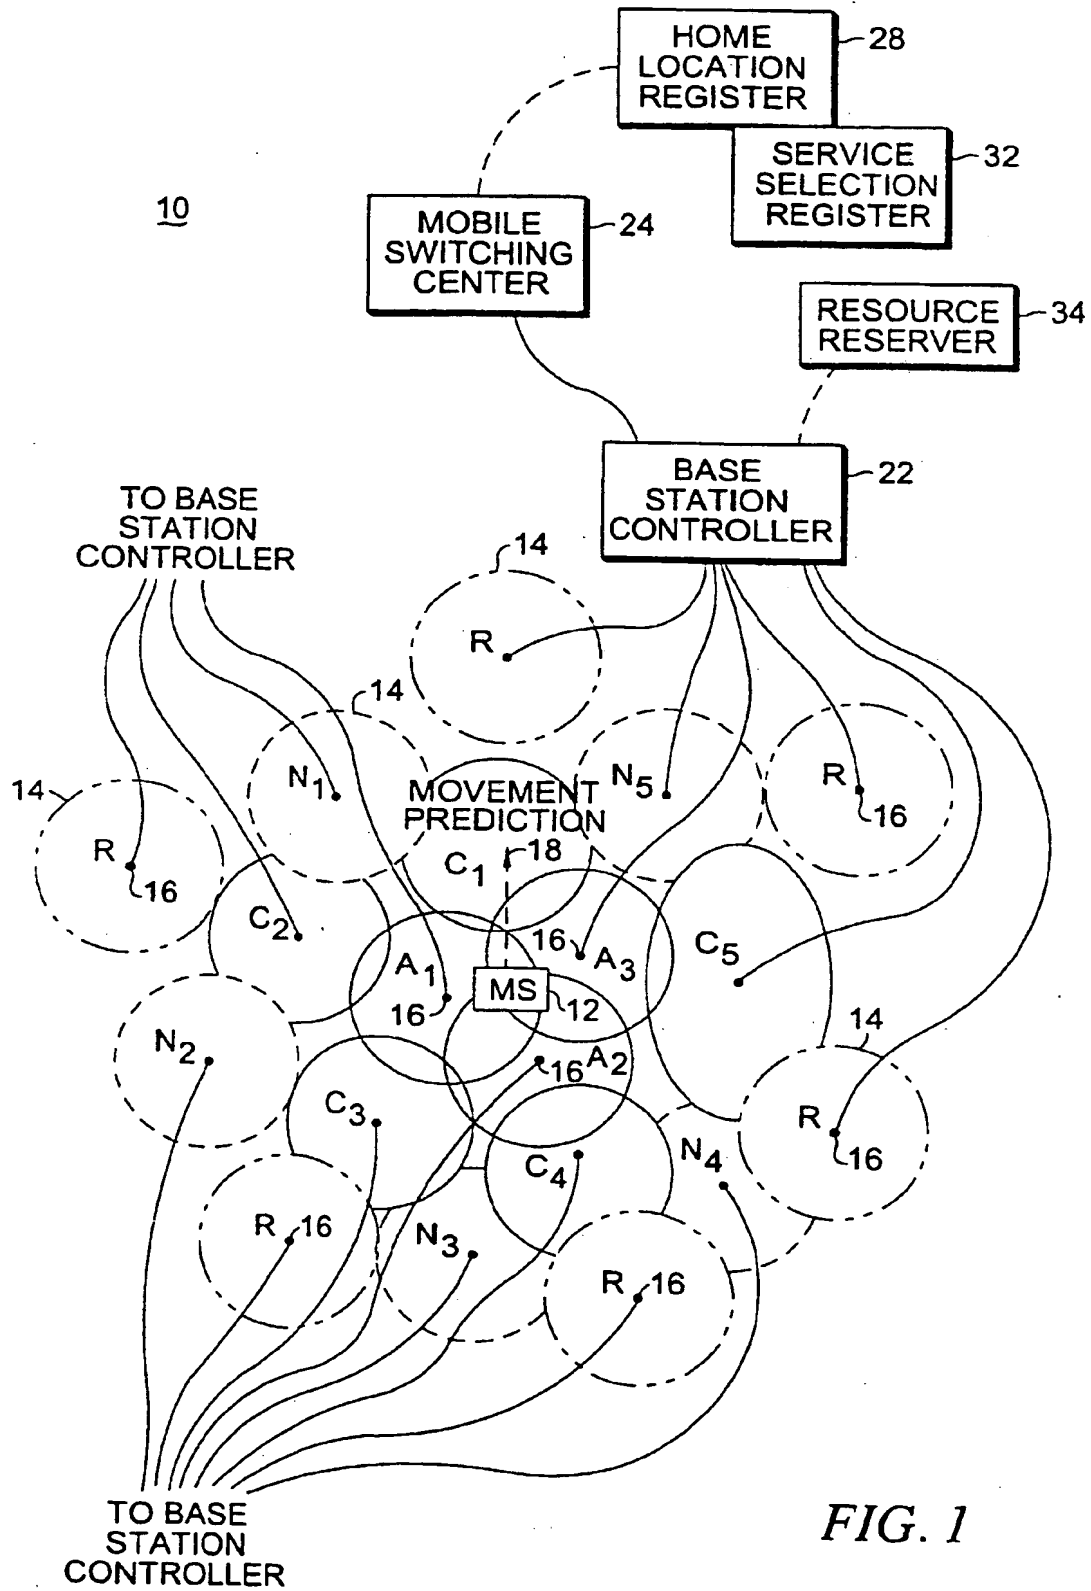 HOME
LOCATION
REGISTER
28
SERVICE
SELECTION
REGISTER
32
10
MOBILE
SWITCHING
CENTER
24
RESOURCE
RESERVER
34
BASE
STATION
CONTROLLER
22
TO BASE
STATION
CONTROLLER
14
R
14
N1
MOVEMENT
PREDICTION
N5
R
16
14
R
16
C1
18
C2
A1
16
16
A3
C5
MS
12
14
N2
16
A2
C3
C4
N4
R
16
R
16
N3
R
16
TO BASE
STATION
CONTROLLER
FIG. 1